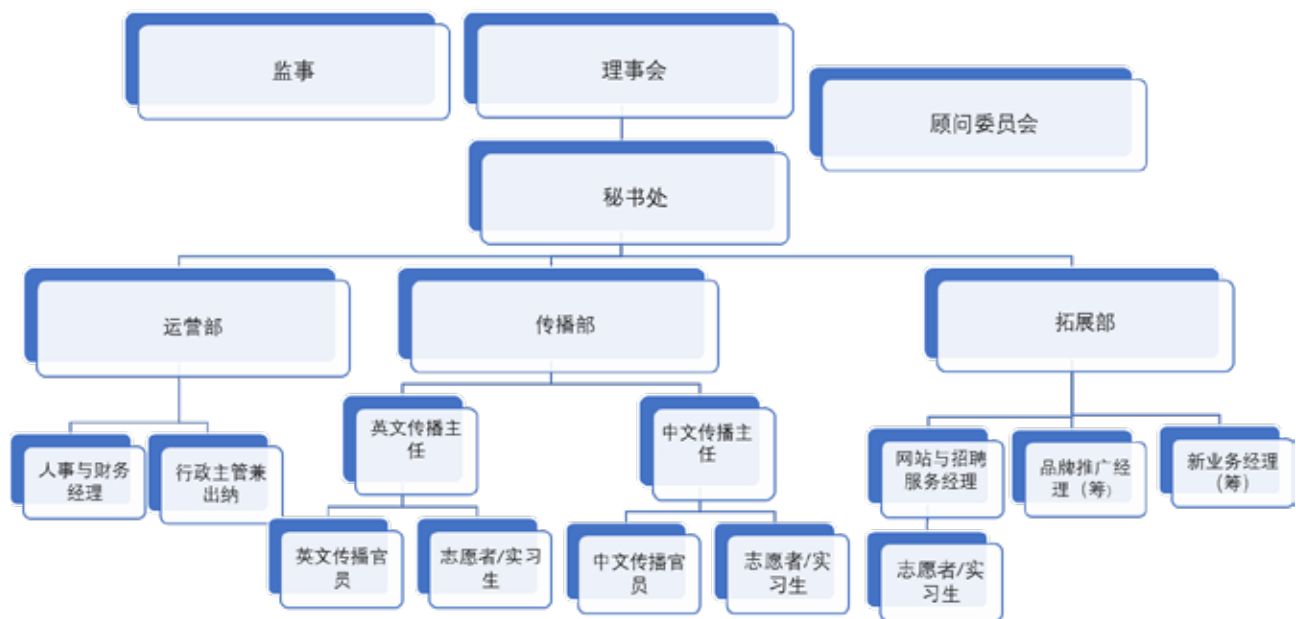 监事
理事会
顾问委员会
秘书处
运营部
传播部
拓展部
人事与财务
经理
行政主管兼
出纳
英文传播主
任
中文传播主
任
网站与招聘
服务经理
品牌推广经
理（筹）
新业务经理
（筹）
英文传播官
员
志愿者/实习
生
中文传播官
员
志愿者/实
习生
志愿者/实
习生